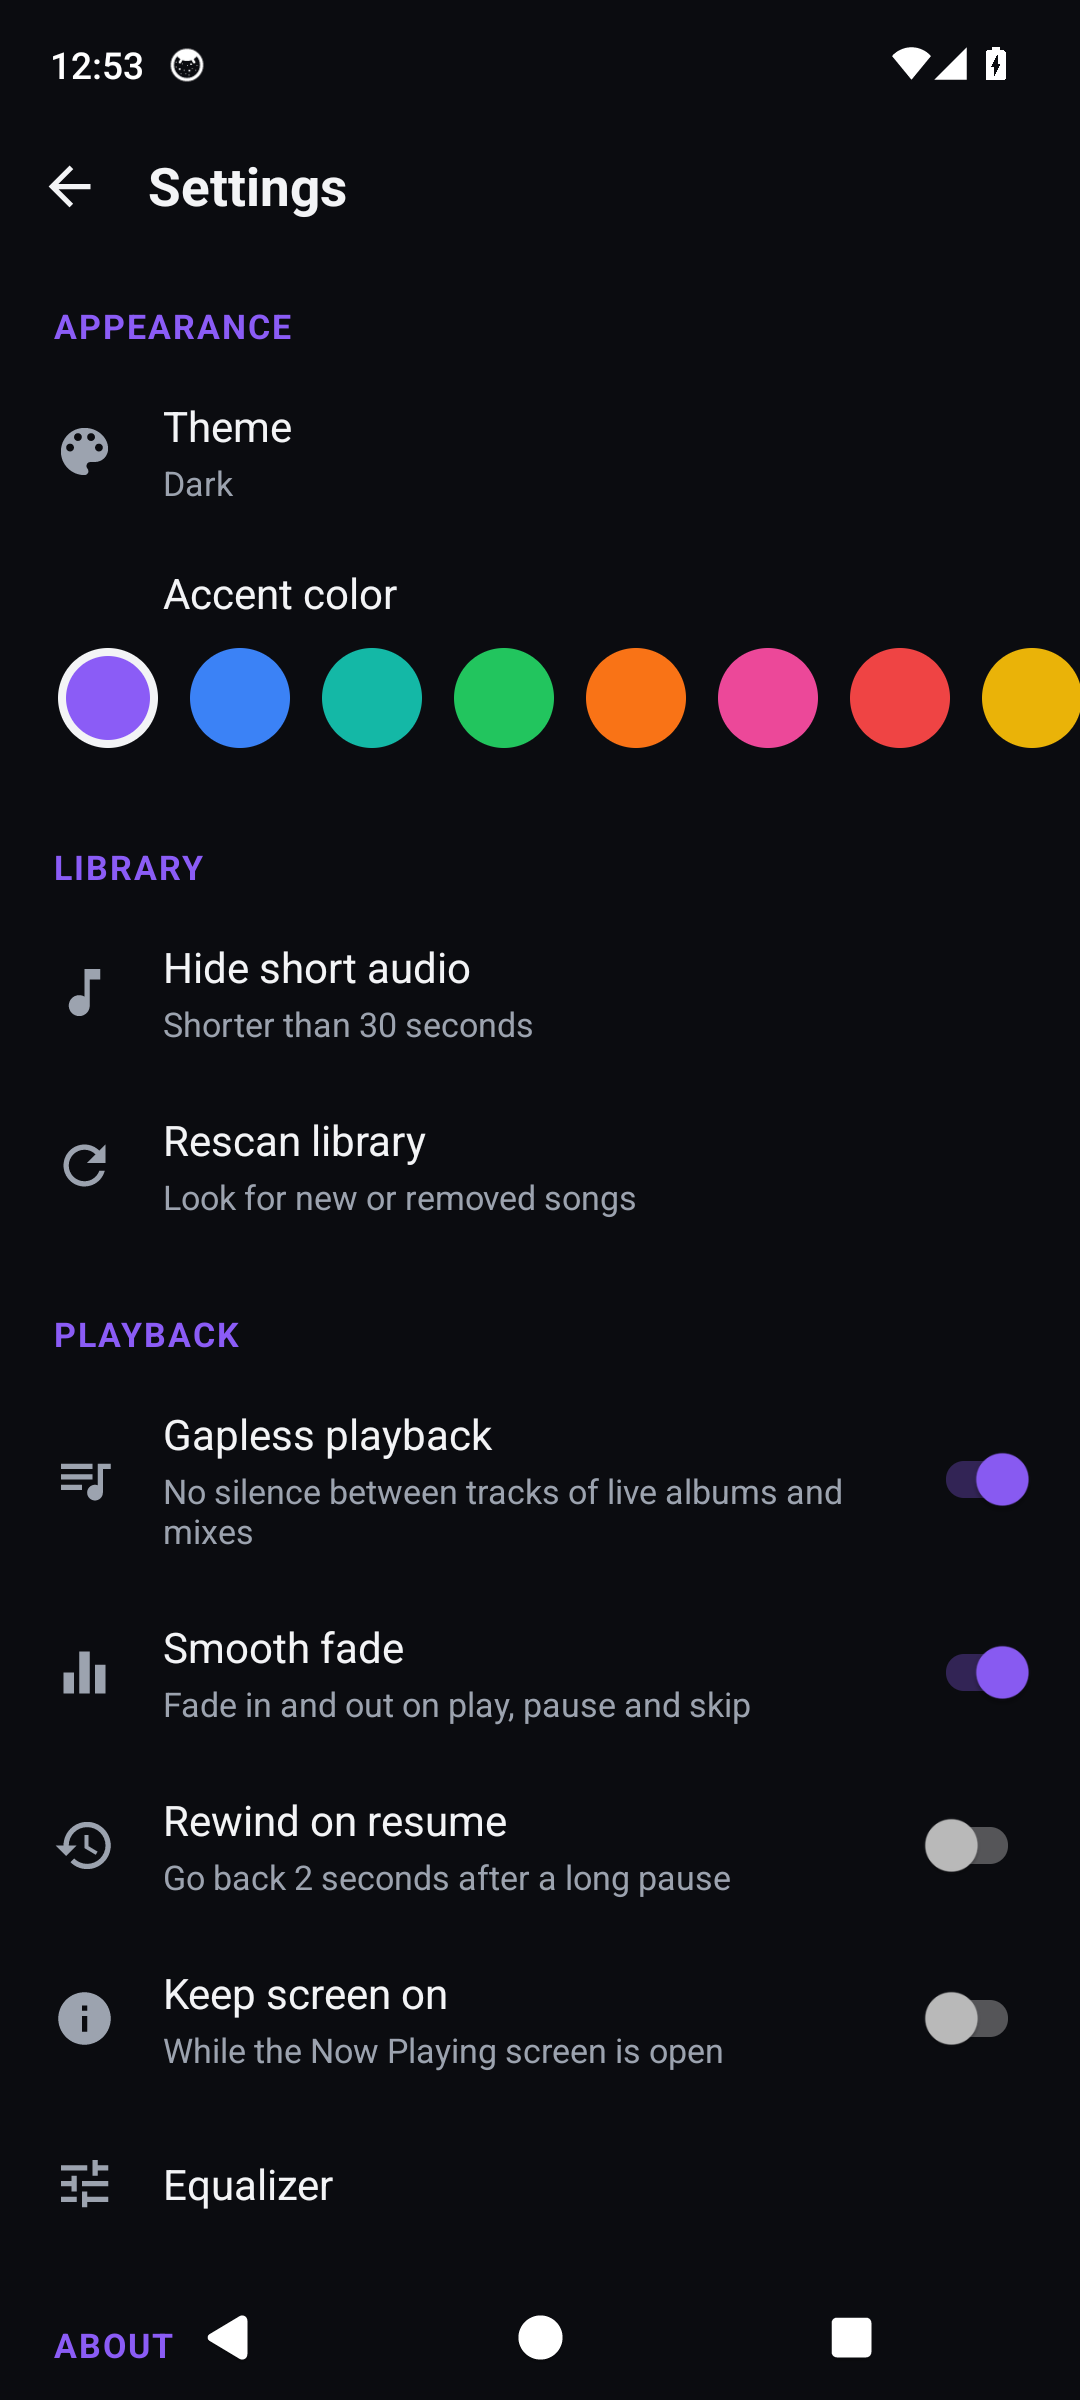 12:53
Settings
APPEARANCE
Theme
Dark
Accent color
LIBRARY
Hide short audio
Shorter than 30 seconds
Rescan library
Look for new or removed songs
PLAYBACK
Gapless playback
No silence between tracks of live albums and
mixes
Smooth fade
Fade in and out on play, pause and skip
Rewind on resume
Go back 2 seconds after a long pause
Keep screen on
While the Now Playing screen is open
Equalizer
ABOUT